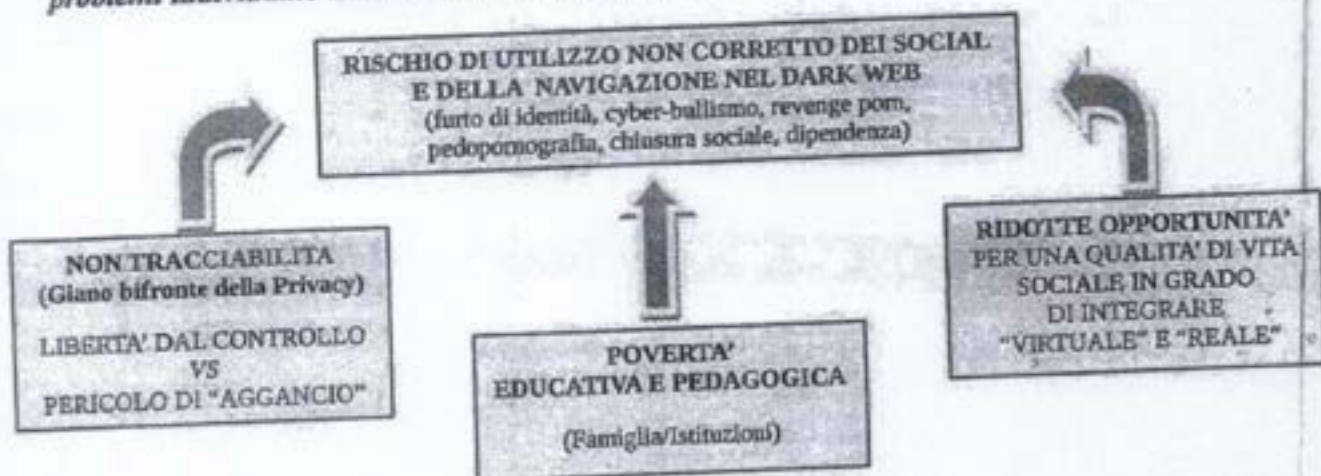 RISCHIO DI UTILIZZO NON CORRETTO DEI SOCIAL
E DELLA NAVIGAZIONE NEL DARK WEB
(furto di identità, cyber-bullismo, revenge porn,
pedopornografia, chiusura sociale, dipendenza)
NON TRACCIABILITA
(Giano bifronte della Privacy)
LIBERTA' DAL CONTROLLO
VS
PERICOLO DI "AGGANCIO"
POVERTA'
EDUCATIVA E PEDAGOGICA
(Famiglia/Istituzioni)
RIDOTTE OPPORTUNITA'
PER UNA QUALITA' DI VITA
SOCIALE IN GRADO
DI INTEGRARE
"VIRTUALE" E "REALE"